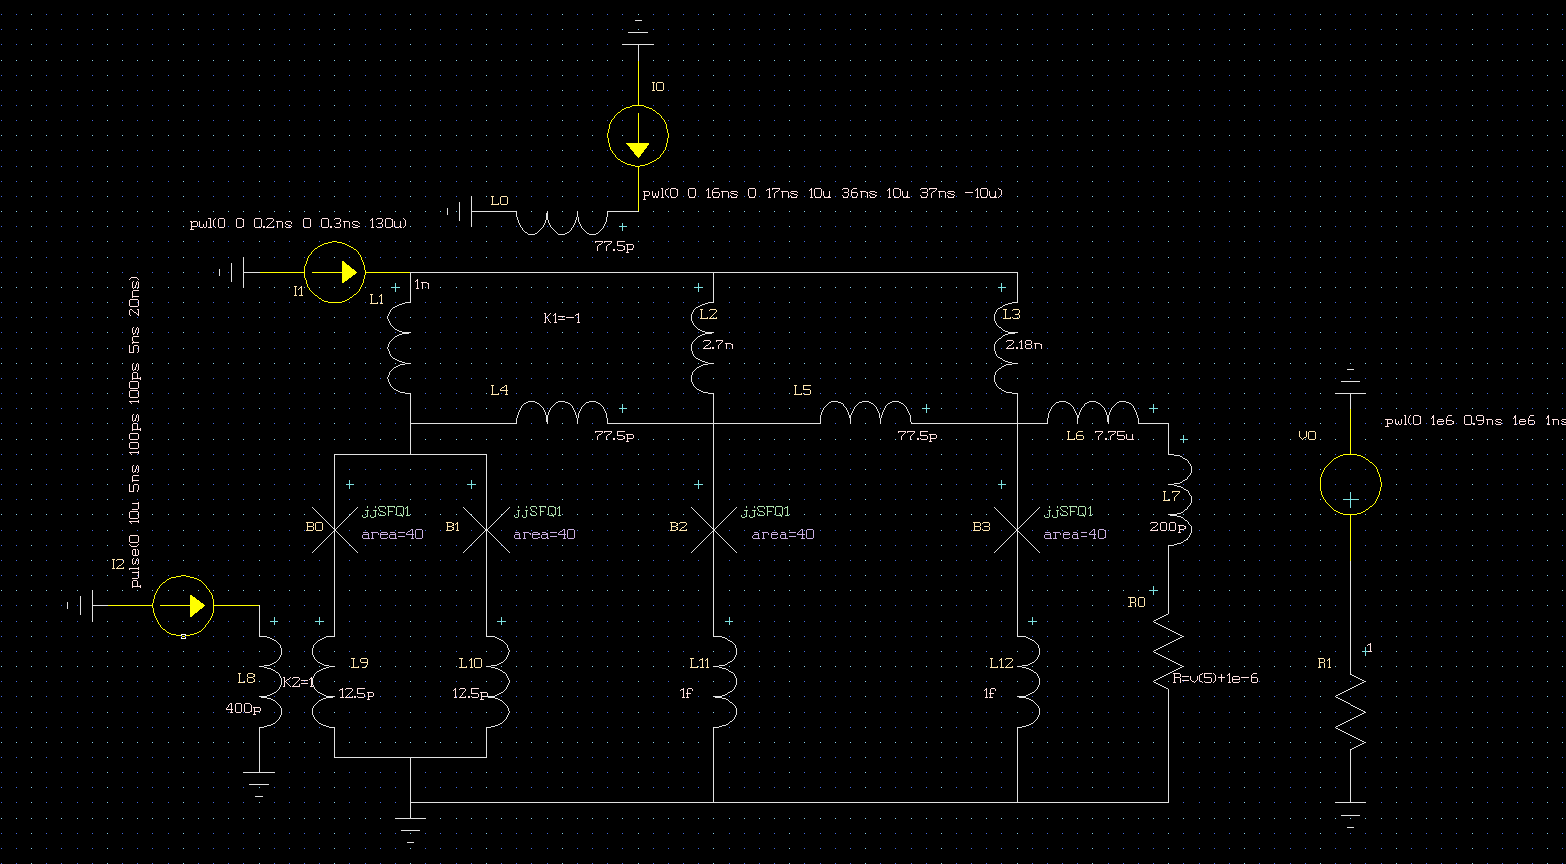 I0
pwl(0 0 16ns 0 17ns 10u 36ns 10u 37ns -10u)
L0
77.5p
pwl(0 0 0.2ns 0 0.3ns 130u)
I1
L1
1n
K1=-1
L2
2.7n
L3
2.18n
L4
77.5p
L5
77.5p
L6 7.75u
V0
pwl(0 1e6 0.9ns 1e6 1ns
L7
200p
B0
jjSFQ1
area=40
B1
jjSFQ1
area=40
B2
jjSFQ1
area=40
B3
jjSFQ1
area=40
pulse(0 10u 5ns 100ps 100ps 5ns 20ns)
I2
R0
R=v(5)+1e-6
L8
400p
K2=1
L9
12.5p
L10
12.5p
L11
1f
L12
1f
R1
1